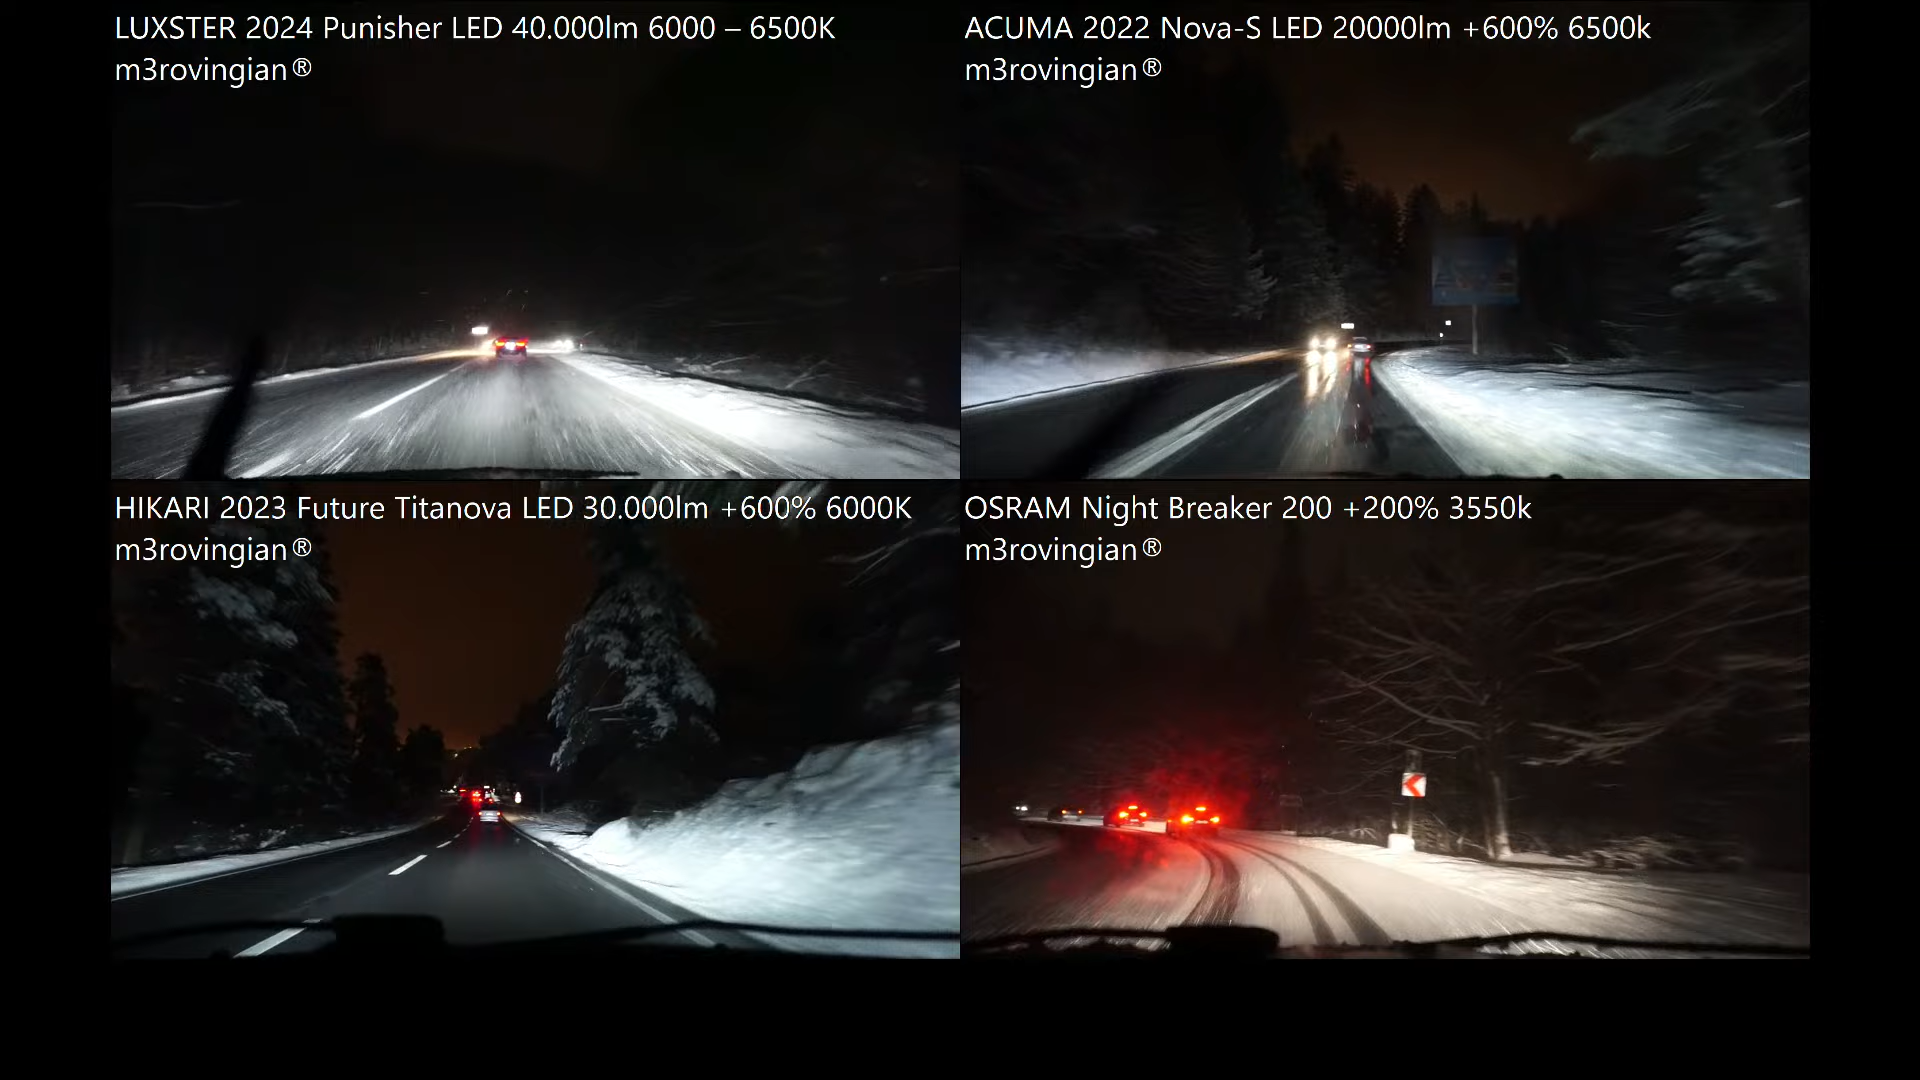 LUXSTER 2024 Punisher LED 40.000lm 6000 – 6500K
m3rovingian®
ACUMA 2022 Nova-S LED 20000lm +600% 6500k
m3rovingian®
HIKARI 2023 Future Titanova LED 30.000lm +600% 6000K
m3rovingian®
OSRAM Night Breaker 200 +200% 3550k
m3rovingian®